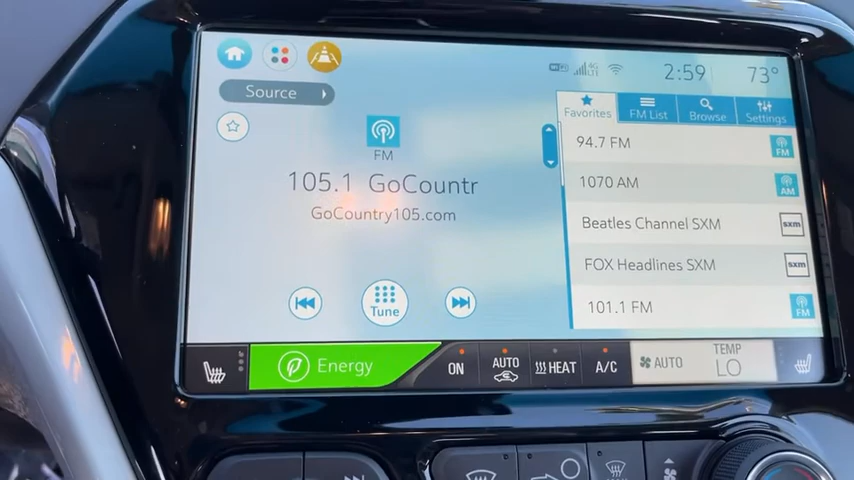 4G
LTE
2:59
73°
Source
Favorites
FM List
Browse
Settings
FM
105.1 GoCountr
GoCountry105.com
94.7 FM
FM
1070 AM
AM
Beatles Channel SXM
sxm
FOX Headlines SXM
sxm
101.1 FM
FM
Tune
Energy
ON
AUTO
HEAT
A/C
AUTO
TEMP
LO